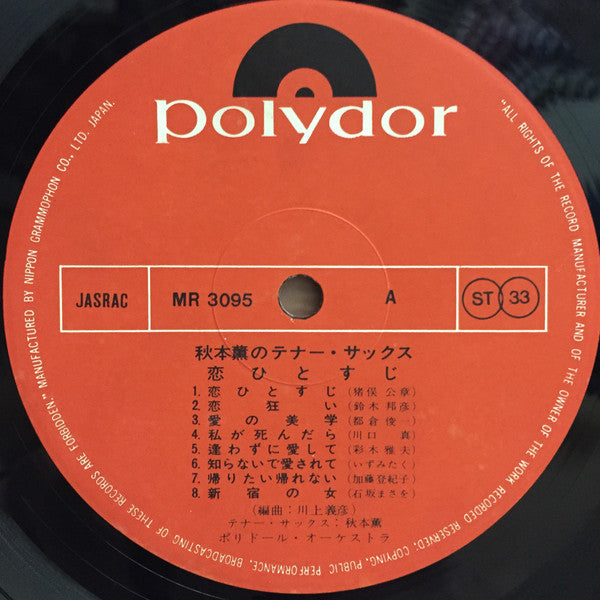 polydor
JASRAC
MR 3095
A
ST 33
秋本薫のテナー・サックス
恋ひとすじ
1. 恋ひとすじ (猪俣公章)
2. 恋狂い (鈴木邦彦)
3. 愛の美学 (都倉俊一)
4. 私が死んだら (川口真)
5. 逢わずに愛して (彩木雅夫)
6. 知らないで愛されて (いずみたく)
7. 帰りたい帰れない (加藤登紀子)
8. 新宿の女 (石坂まさを)
(編曲:川上義彦)
テナー・サックス:秋本薫
ポリドール・オーケストラ
"ALL RIGHTS OF THE RECORD MANUFACTURER AND OF THE OWNER OF THE WORK RECORDED RESERVED; COPYING, PUBLIC PERFORMANCE, BROADCASTING OF THESE RECORDS ARE FORBIDDEN." MANUFACTURED BY NIPPON GRAMMOPHON CO., LTD. JAPAN.